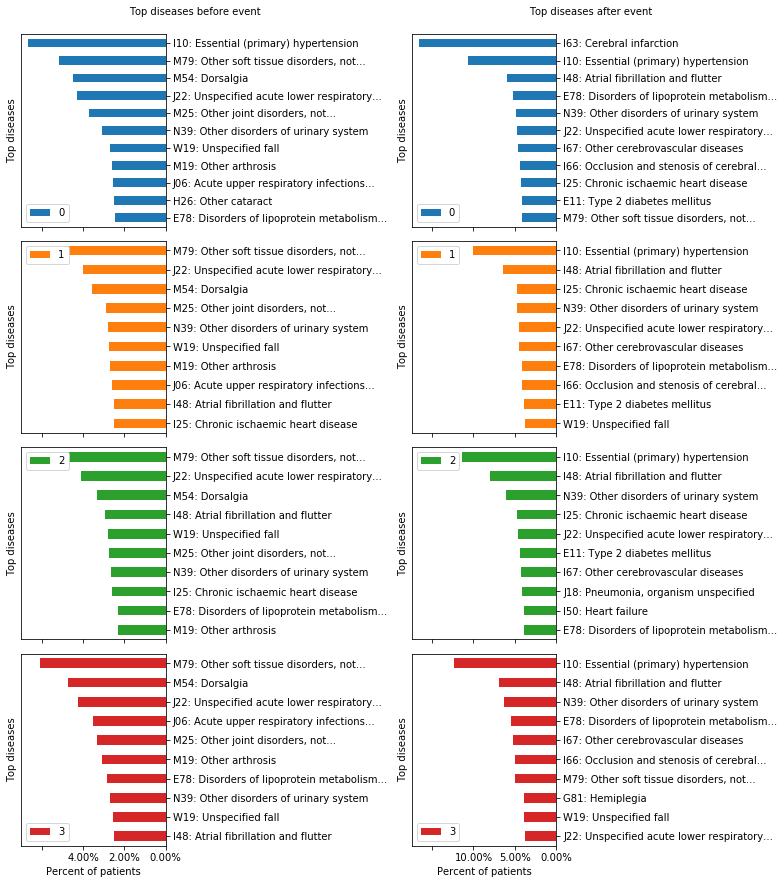 Top diseases before event
Top diseases
I10: Essential (primary) hypertension
M79: Other soft tissue disorders, not...
M54: Dorsalgia
J22: Unspecified acute lower respiratory...
M25: Other joint disorders, not...
N39: Other disorders of urinary system
W19: Unspecified fall
M19: Other arthrosis
J06: Acute upper respiratory infections...
H26: Other cataract
E78: Disorders of lipoprotein metabolism...
0
Top diseases after event
Top diseases
I63: Cerebral infarction
I10: Essential (primary) hypertension
I48: Atrial fibrillation and flutter
E78: Disorders of lipoprotein metabolism...
N39: Other disorders of urinary system
J22: Unspecified acute lower respiratory...
I67: Other cerebrovascular diseases
I66: Occlusion and stenosis of cerebral...
I25: Chronic ischaemic heart disease
E11: Type 2 diabetes mellitus
M79: Other soft tissue disorders, not...
0
Top diseases
1
M79: Other soft tissue disorders, not...
J22: Unspecified acute lower respiratory...
M54: Dorsalgia
M25: Other joint disorders, not...
N39: Other disorders of urinary system
W19: Unspecified fall
M19: Other arthrosis
J06: Acute upper respiratory infections...
I48: Atrial fibrillation and flutter
I25: Chronic ischaemic heart disease
Top diseases
1
I10: Essential (primary) hypertension
I48: Atrial fibrillation and flutter
I25: Chronic ischaemic heart disease
N39: Other disorders of urinary system
J22: Unspecified acute lower respiratory...
I67: Other cerebrovascular diseases
E78: Disorders of lipoprotein metabolism...
I66: Occlusion and stenosis of cerebral...
E11: Type 2 diabetes mellitus
W19: Unspecified fall
Top diseases
2
M79: Other soft tissue disorders, not...
J22: Unspecified acute lower respiratory...
M54: Dorsalgia
I48: Atrial fibrillation and flutter
W19: Unspecified fall
M25: Other joint disorders, not...
N39: Other disorders of urinary system
I25: Chronic ischaemic heart disease
E78: Disorders of lipoprotein metabolism...
M19: Other arthrosis
Top diseases
2
I10: Essential (primary) hypertension
I48: Atrial fibrillation and flutter
N39: Other disorders of urinary system
I25: Chronic ischaemic heart disease
J22: Unspecified acute lower respiratory...
E11: Type 2 diabetes mellitus
I67: Other cerebrovascular diseases
J18: Pneumonia, organism unspecified
I50: Heart failure
E78: Disorders of lipoprotein metabolism...
Top diseases
M79: Other soft tissue disorders, not...
M54: Dorsalgia
J22: Unspecified acute lower respiratory...
J06: Acute upper respiratory infections...
M25: Other joint disorders, not...
M19: Other arthrosis
E78: Disorders of lipoprotein metabolism...
N39: Other disorders of urinary system
W19: Unspecified fall
I48: Atrial fibrillation and flutter
3
4.00% 2.00% 0.00%
Percent of patients
Top diseases
I10: Essential (primary) hypertension
I48: Atrial fibrillation and flutter
N39: Other disorders of urinary system
E78: Disorders of lipoprotein metabolism...
I67: Other cerebrovascular diseases
I66: Occlusion and stenosis of cerebral...
M79: Other soft tissue disorders, not...
G81: Hemiplegia
W19: Unspecified fall
J22: Unspecified acute lower respiratory...
3
10.00% 5.00% 0.00%
Percent of patients